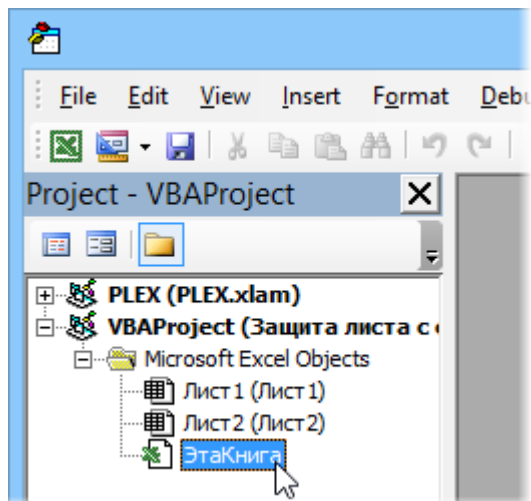 File Edit View Insert Format
Project - VBAProject
PLEX (PLEX.xlam)
VBAProject (Защита листа с
Microsoft Excel Objects
Лист1 (Лист1)
Лист2 (Лист2)
ЭтаКнига